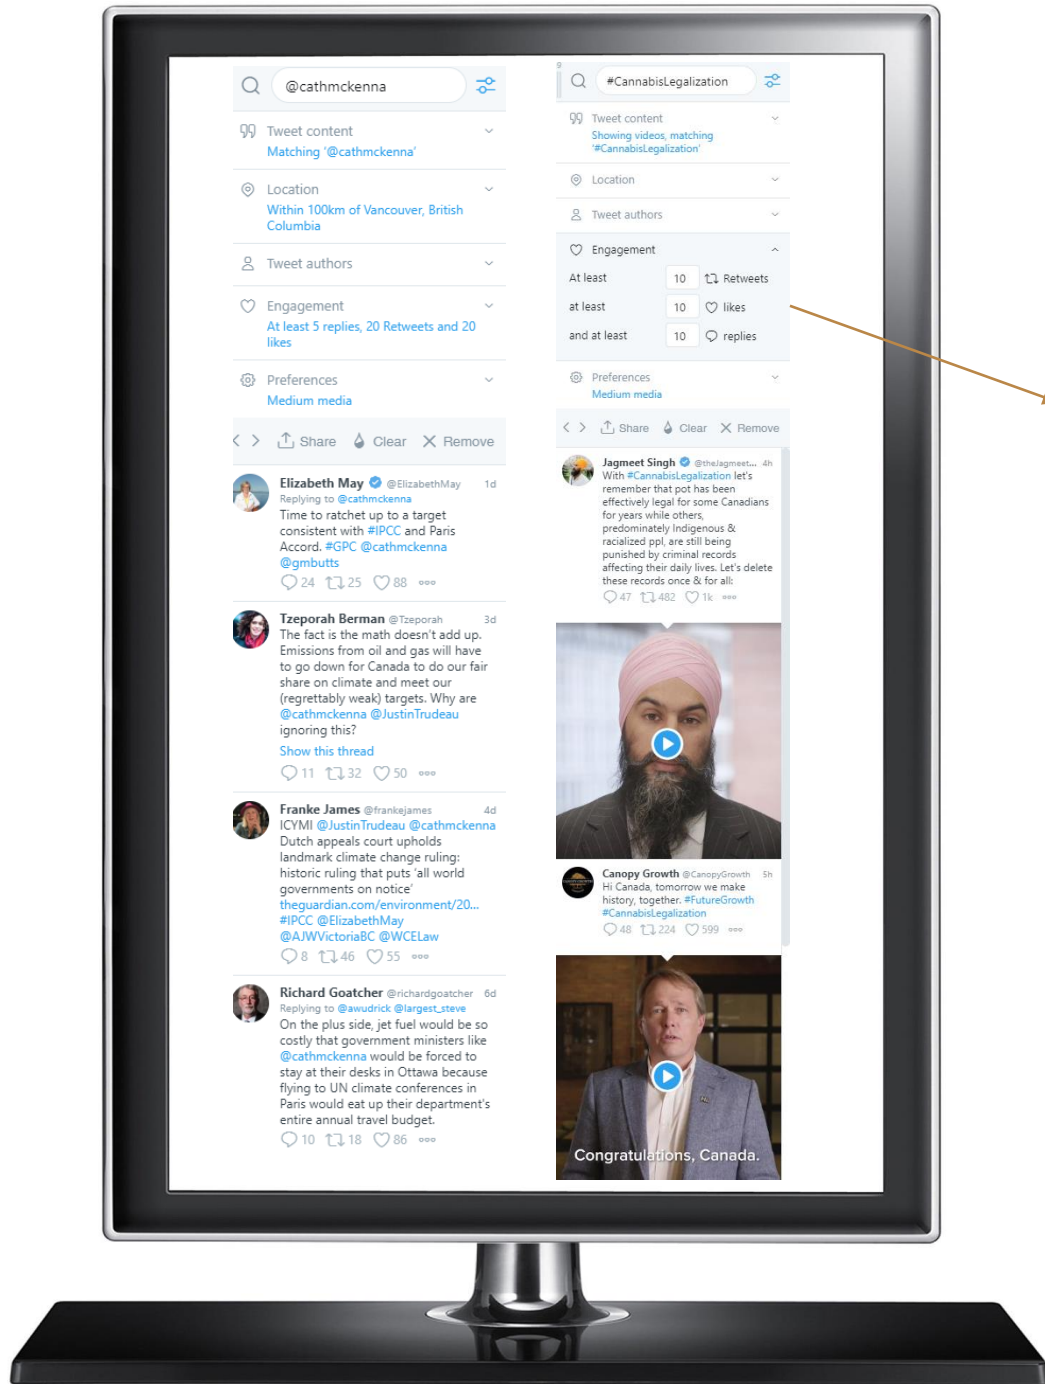 @cathmckenna
Tweet content
Matching '@cathmckenna'
Location
Within 100km of Vancouver, British
Columbia
Tweet authors
Engagement
At least 5 replies, 20 Retweets and 20
likes
Preferences
Medium media
Share Clear Remove
Elizabeth May @ElizabethMay 1d
Replying to @cathmckenna
Time to ratchet up to a target
consistent with #IPCC and Paris
Accord. #GPC @cathmckenna
@gmbutts
24 25 88
Tzeporah Berman @Tzeporah 3d
The fact is the math doesn't add up.
Emissions from oil and gas will have
to go down for Canada to do our fair
share on climate and meet our
(regrettably weak) targets. Why are
@cathmckenna @JustinTrudeau
ignoring this?
Show this thread
11 32 50
Franke James @frankejames 4d
ICYMI @JustinTrudeau @cathmckenna
Dutch appeals court upholds
landmark climate change ruling:
historic ruling that puts 'all world
governments on notice'
theguardian.com/environment/20...
#IPCC @ElizabethMay
@AJWVictoriaBC @WCELaw
8 46 55
Richard Goatcher @richardgoatcher 6d
Replying to @awudrick @largest_steve
On the plus side, jet fuel would be so
costly that government ministers like
@cathmckenna would be forced to
stay at their desks in Ottawa because
flying to UN climate conferences in
Paris would eat up their department's
entire annual travel budget.
10 18 86
#CannabisLegalization
Tweet content
Showing videos, matching
'#CannabisLegalization'
Location
Tweet authors
Engagement
At least 10 Retweets
at least 10 likes
and at least 10 replies
Preferences
Medium media
Share Clear Remove
Jagmeet Singh @theJagmeet... 4h
With #CannabisLegalization let's
remember that pot has been
effectively legal for some Canadians
for years while others,
predominately Indigenous &
racialized ppl, are still being
punished by criminal records
affecting their daily lives. Let's delete
these records once & for all:
47 482 1k
Canopy Growth @CanopyGrowth 5h
Hi Canada, tomorrow we make
history, together. #FutureGrowth
#CannabisLegalization
48 224 599
Congratulations, Canada.